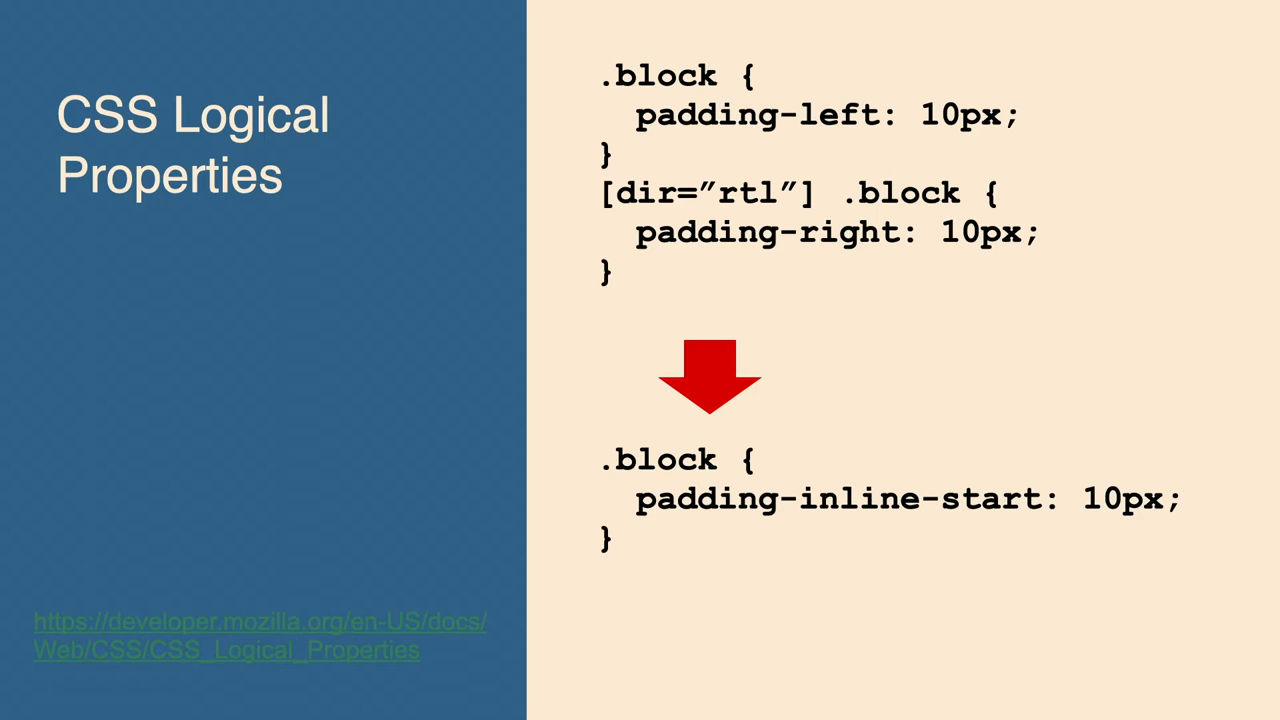 CSS Logical
Properties
https://developer.mozilla.org/en-US/docs/
Web/CSS/CSS_Logical_Properties
.block {
  padding-left: 10px;
}
[dir=”rtl”] .block {
  padding-right: 10px;
}
.block {
  padding-inline-start: 10px;
}